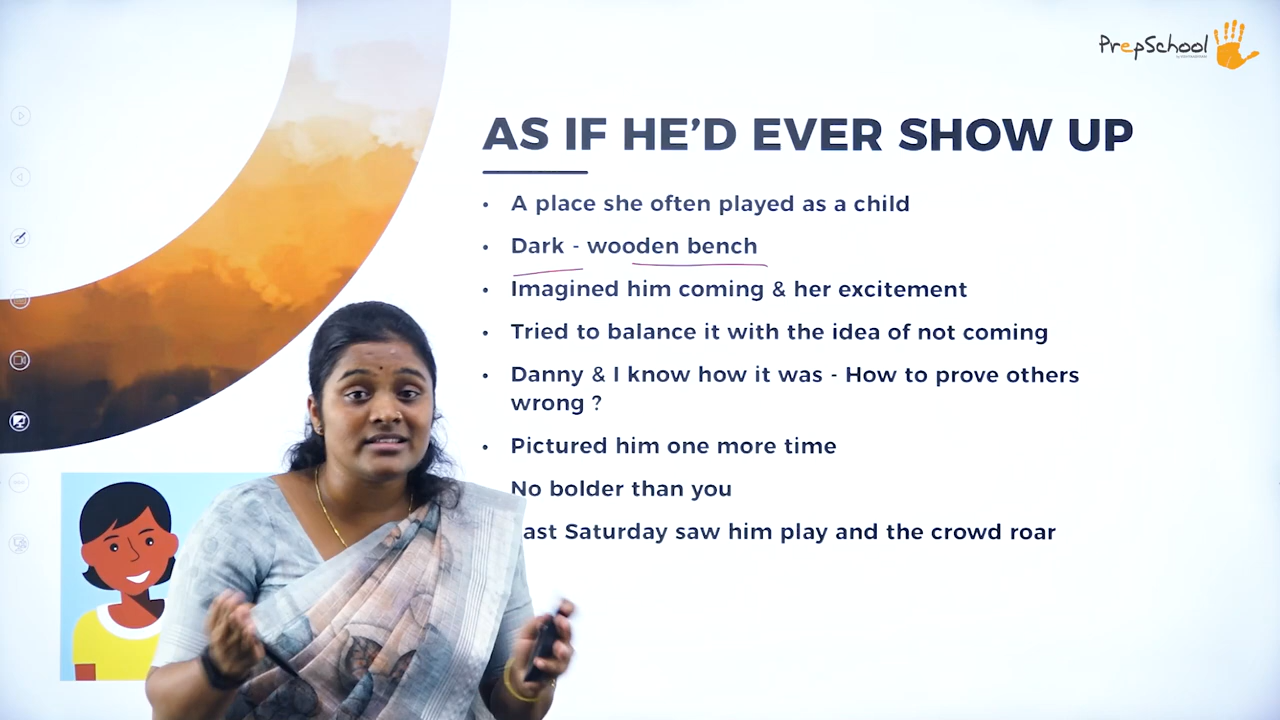 PrepSchool
AS IF HE’D EVER SHOW UP
• A place she often played as a child
• Dark - wooden bench
• Imagined him coming & her excitement
• Tried to balance it with the idea of not coming
• Danny & I know how it was - How to prove others
wrong ?
• Pictured him one more time
No bolder than you
ast Saturday saw him play and the crowd roar